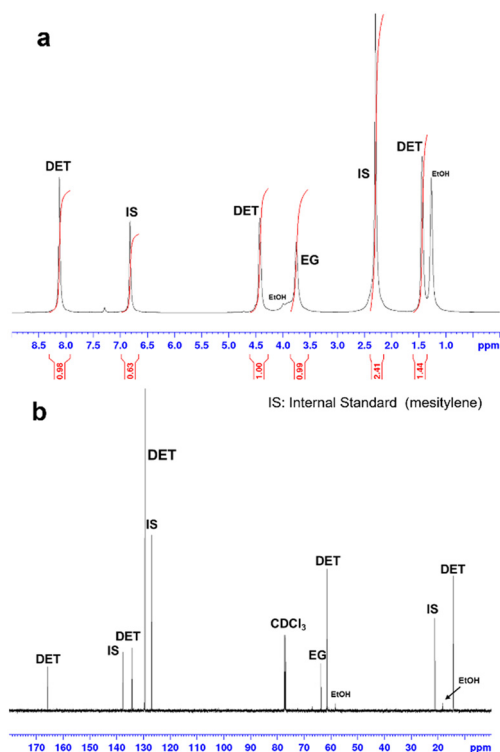 a
DET
IS
DET
EtOH
EG
IS
DET
EtOH
8.5 8.0 7.5 7.0 6.5 6.0 5.5 5.0 4.5 4.0 3.5 3.0 2.5 2.0 1.5 1.0 ppm
0.98 0.63 1.00 0.99 2.41 1.44
IS: Internal Standard (mesitylene)
b
DET
IS
DET
IS
DET
CDCl3
EG
EtOH
DET
IS
DET
EtOH
170 160 150 140 130 120 110 100 90 80 70 60 50 40 30 20 ppm